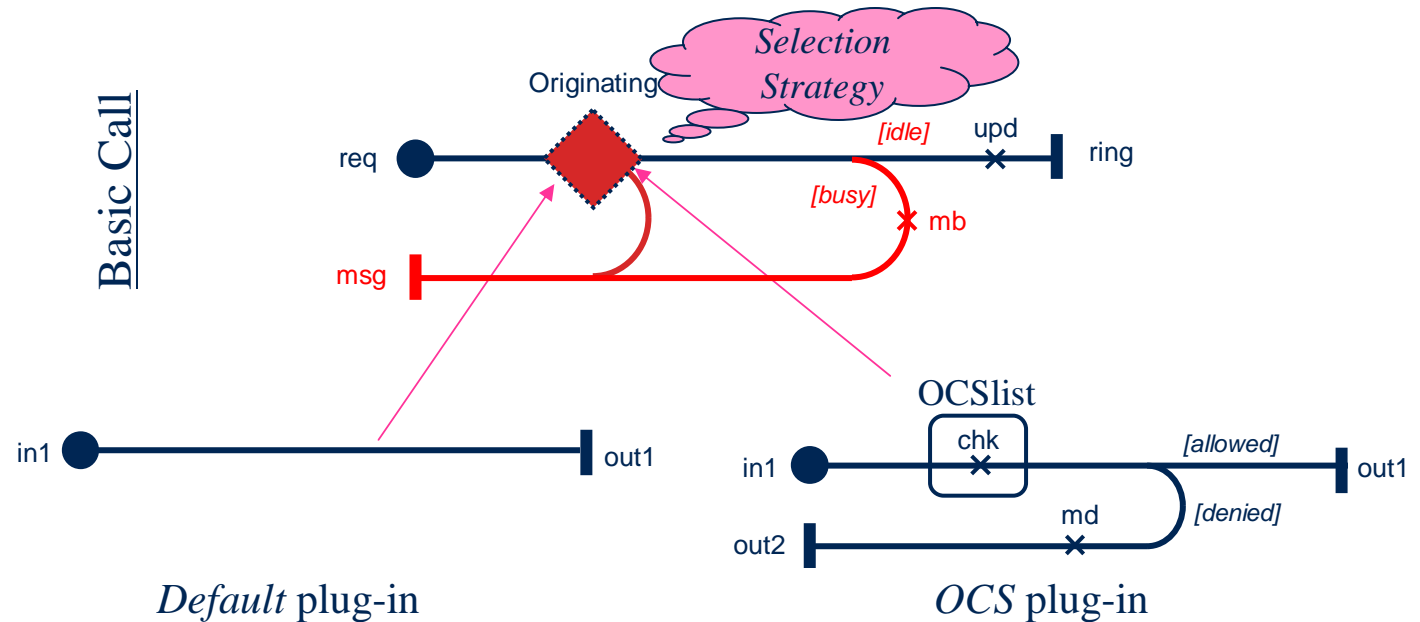 Selection
Strategy
Originating
Basic Call
req
[idle]
upd
ring
[busy]
mb
msg
OCSlist
in1
out1
in1
chk
[allowed]
out1
md
[denied]
out2
Default plug-in
OCS plug-in